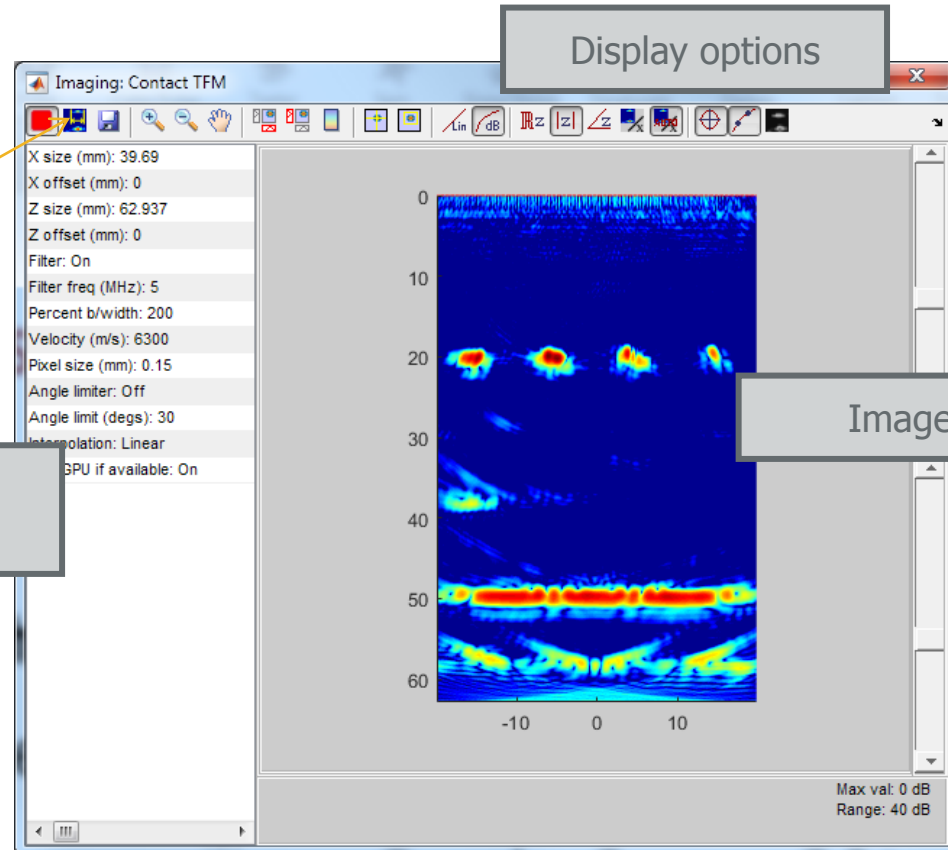 Display options
Imaging: Contact TFM
Lin
dB
ℝz
|z|
∠z
X size (mm): 39.69
X offset (mm): 0
Z size (mm): 62.937
Z offset (mm): 0
Filter: On
Filter freq (MHz): 5
Percent b/width: 200
Velocity (m/s): 6300
Pixel size (mm): 0.15
Angle limiter: Off
Angle limit (degs): 30
Interpolation: Linear
GPU if available: On
0
10
20
30
40
50
60
-10
0
10
Image
Max val: 0 dB
Range: 40 dB